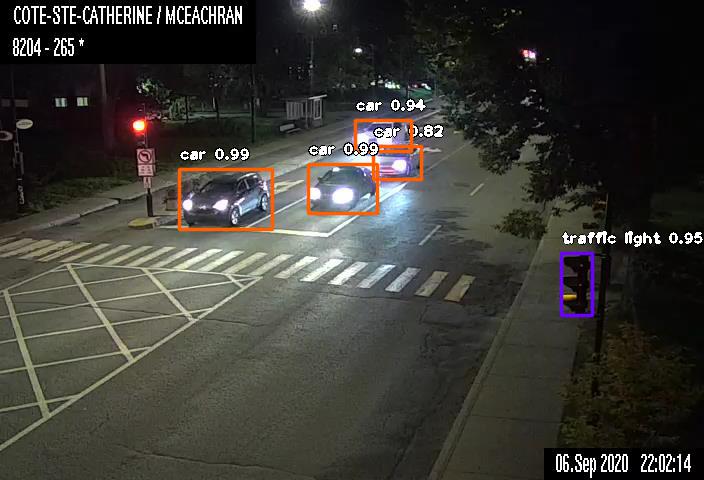 COTE-STE-CATHERINE / MCEACHRAN
8204 - 265 *
car 0.94
car 0.82
car 0.99
car 0.99
traffic light 0.95
06.Sep 2020 22:02:14